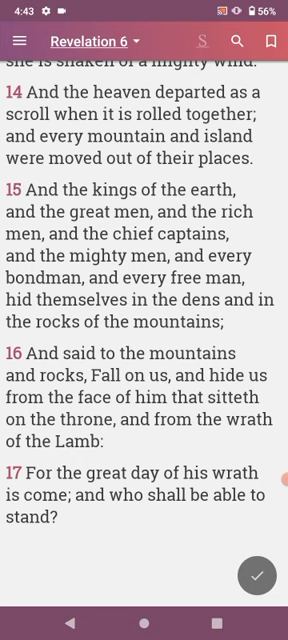 4:43 56%
Revelation 6 S
she is shaken of a mighty wind.
14 And the heaven departed as a
scroll when it is rolled together;
and every mountain and island
were moved out of their places.
15 And the kings of the earth,
and the great men, and the rich
men, and the chief captains,
and the mighty men, and every
bondman, and every free man,
hid themselves in the dens and in
the rocks of the mountains;
16 And said to the mountains
and rocks, Fall on us, and hide us
from the face of him that sitteth
on the throne, and from the wrath
of the Lamb:
17 For the great day of his wrath
is come; and who shall be able to
stand?